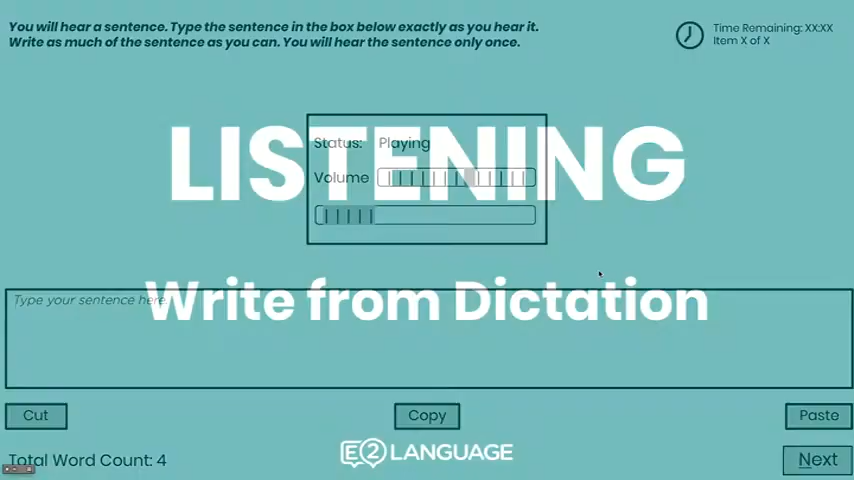 You will hear a sentence. Type the sentence in the box below exactly as you hear it.
Write as much of the sentence as you can. You will hear the sentence only once.
Time Remaining: XX:XX
Item X of X
LISTENING
Status: Playing
Volume
Type your sentence here.
Write from Dictation
Cut
Copy
Paste
Total Word Count: 4
E2 LANGUAGE
Next